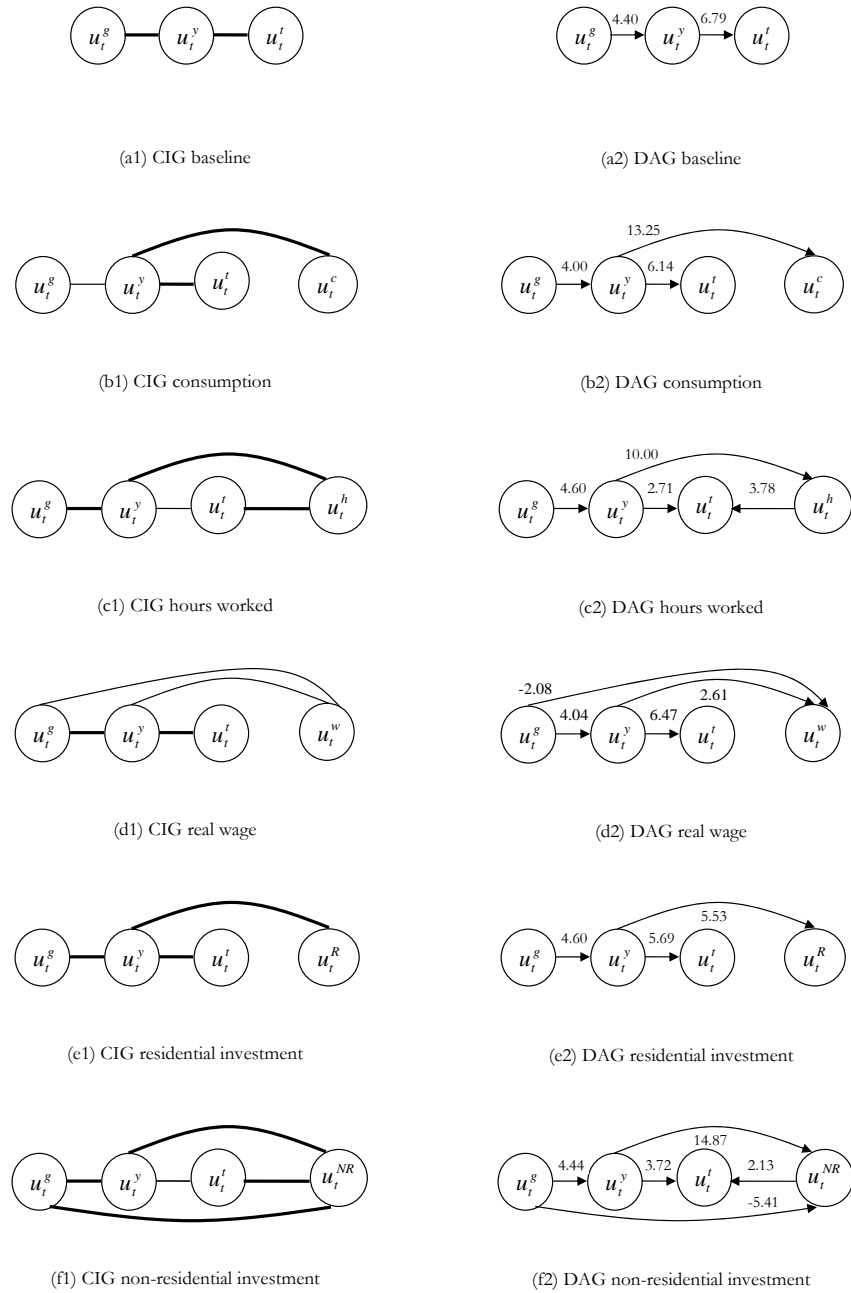 u_t^g u_t^y u_t^t
4.40 6.79
u_t^g u_t^y u_t^t
(a1) CIG baseline
(a2) DAG baseline
u_t^g u_t^y u_t^t u_t^c
13.25
4.00 6.14
u_t^g u_t^y u_t^t u_t^c
(b1) CIG consumption
(b2) DAG consumption
u_t^g u_t^y u_t^t u_t^h
10.00
4.60 2.71 3.78
u_t^g u_t^y u_t^t u_t^h
(c1) CIG hours worked
(c2) DAG hours worked
u_t^g u_t^y u_t^t u_t^w
-2.08 2.61
4.04 6.47
u_t^g u_t^y u_t^t u_t^w
(d1) CIG real wage
(d2) DAG real wage
u_t^g u_t^y u_t^t u_t^R
5.53
4.60 5.69
u_t^g u_t^y u_t^t u_t^R
(e1) CIG residential investment
(e2) DAG residential investment
u_t^g u_t^y u_t^t u_t^{NR}
14.87
4.44 3.72 2.13
u_t^g u_t^y u_t^t u_t^{NR}
-5.41
(f1) CIG non-residential investment
(f2) DAG non-residential investment